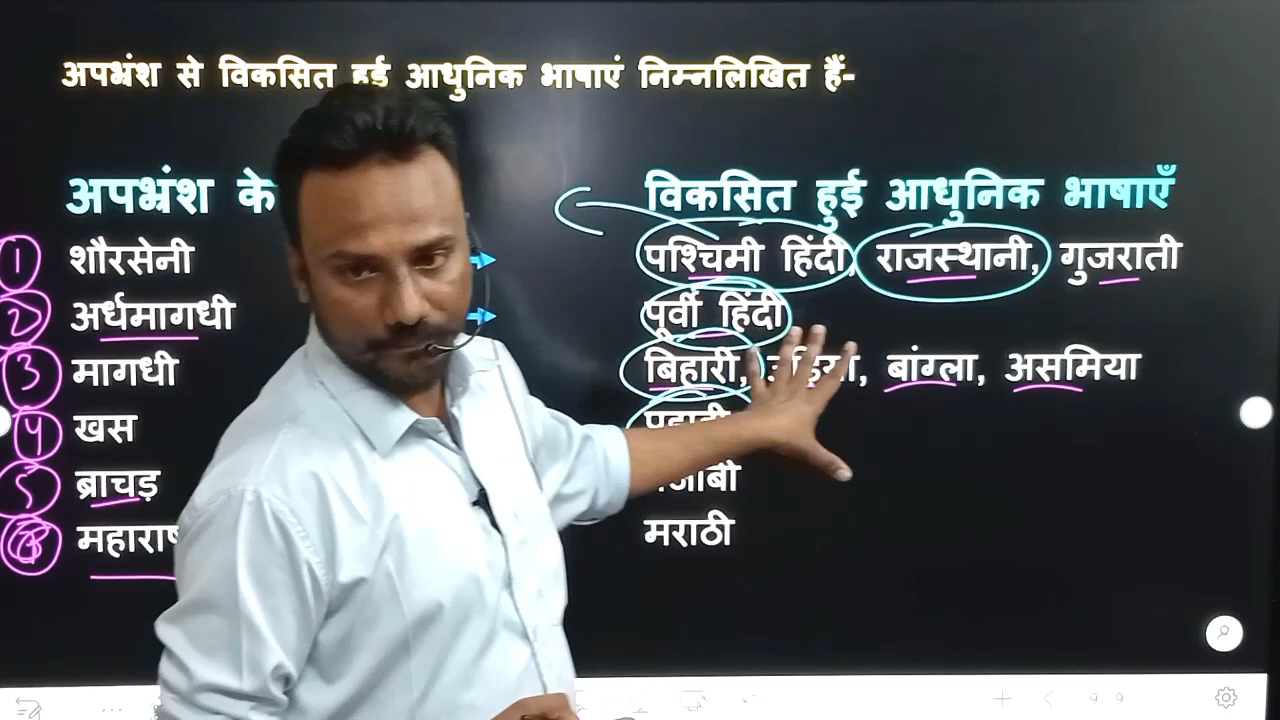 अपभ्रंश से विकसित हुई आधुनिक भाषाएं निम्नलिखित हैं-
अपभ्रंश के विकसित हुई आधुनिक भाषाएँ
1 शौरसेनी पश्चिमी हिंदी, राजस्थानी, गुजराती
2 अर्धमागधी पूर्वी हिंदी
3 मागधी बिहारी, बांग्ला, असमिया
4 खस
5 ब्राचड़
मराठी